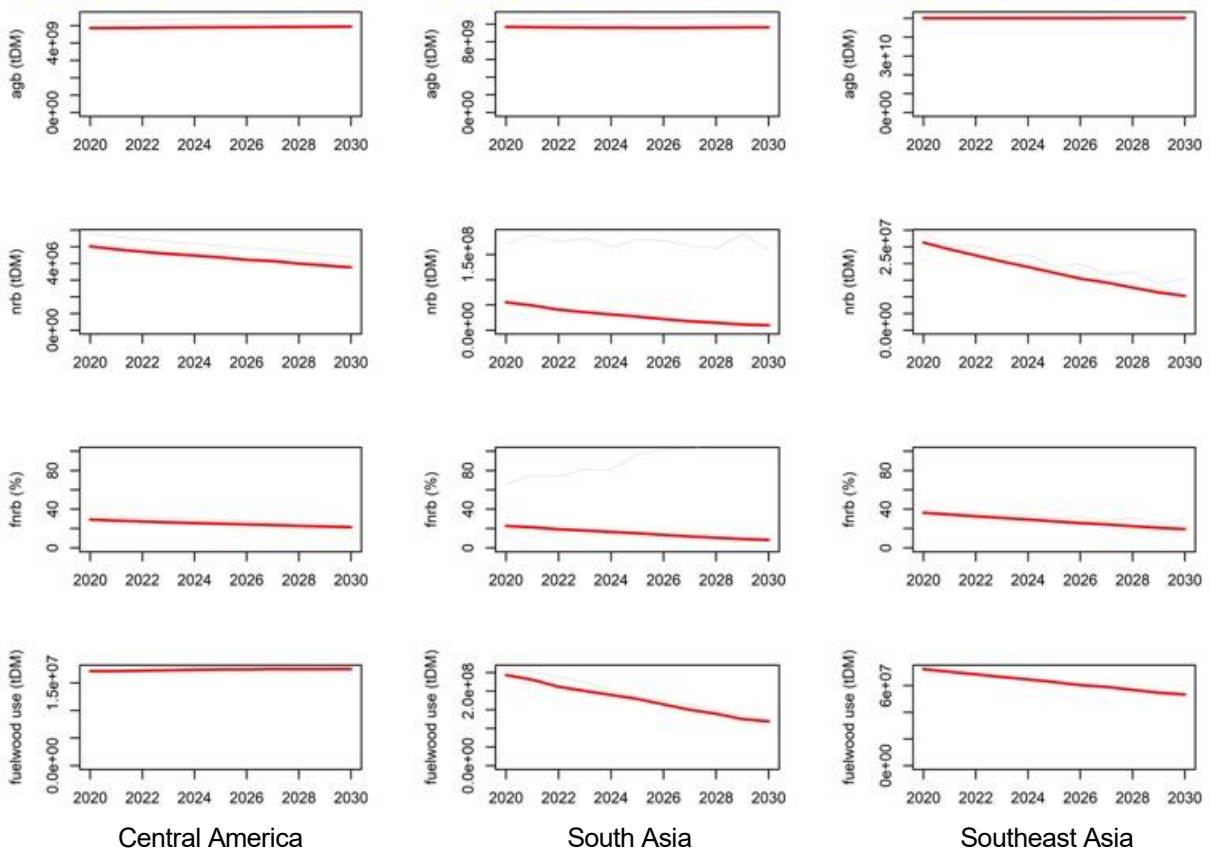 agb (tDM)
0e+00 4e+09
2020 2022 2024 2026 2028 2030
agb (tDM)
0e+00 8e+09
2020 2022 2024 2026 2028 2030
agb (tDM)
0e+00 3e+10
2020 2022 2024 2026 2028 2030
nrb (tDM)
0e+00 4e+06
2020 2022 2024 2026 2028 2030
nrb (tDM)
0.0e+00 1.5e+08
2020 2022 2024 2026 2028 2030
nrb (tDM)
0.0e+00 2.5e+07
2020 2022 2024 2026 2028 2030
fnrb (%)
0 40 80
2020 2022 2024 2026 2028 2030
fnrb (%)
0 40 80
2020 2022 2024 2026 2028 2030
fnrb (%)
0 40 80
2020 2022 2024 2026 2028 2030
fuelwood use (tDM)
0.0e+00 1.5e+07
2020 2022 2024 2026 2028 2030
fuelwood use (tDM)
0.0e+00 2.0e+08
2020 2022 2024 2026 2028 2030
fuelwood use (tDM)
0e+00 6e+07
2020 2022 2024 2026 2028 2030
Central America
South Asia
Southeast Asia